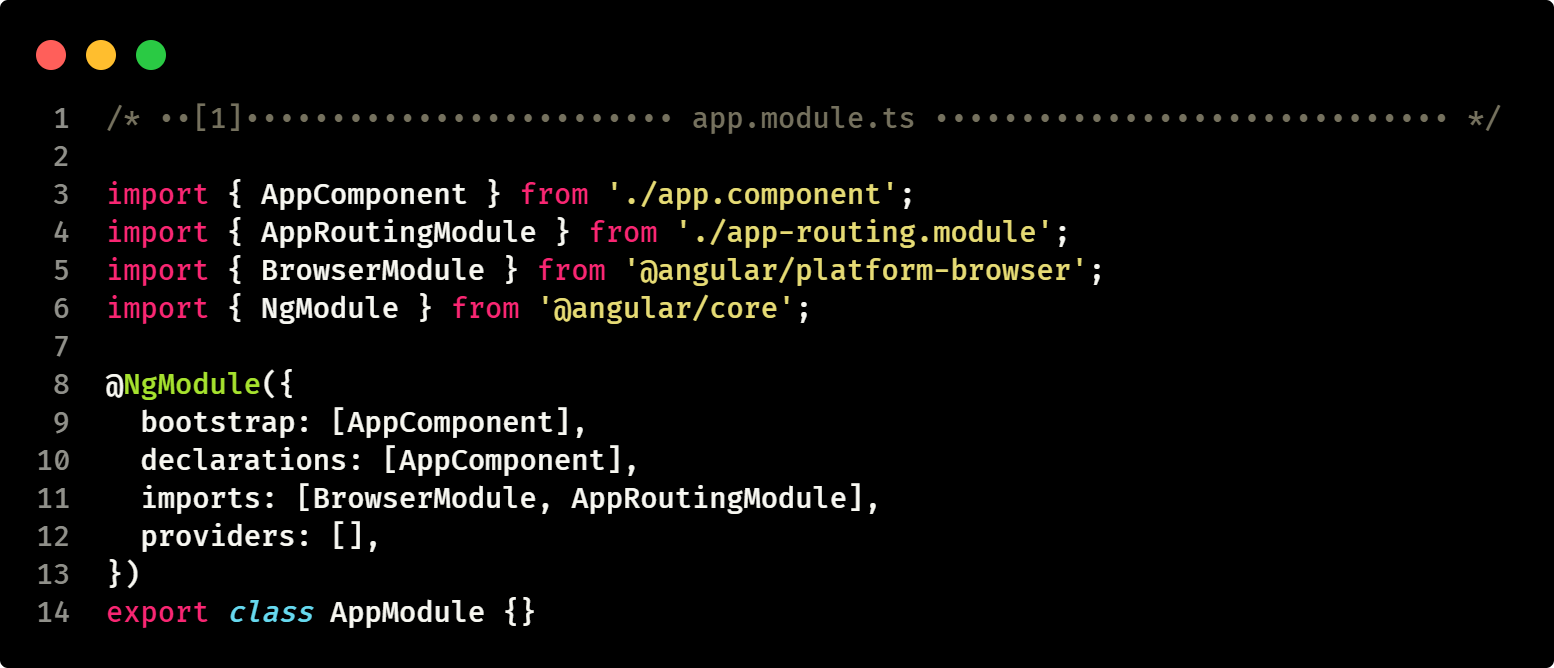 1 /* ••[1]••••••••••••••••••••••••• app.module.ts •••••••••••••••••••••••••••••• */
2
3 import { AppComponent } from './app.component';
4 import { AppRoutingModule } from './app-routing.module';
5 import { BrowserModule } from '@angular/platform-browser';
6 import { NgModule } from '@angular/core';
7
8 @NgModule({
9   bootstrap: [AppComponent],
10   declarations: [AppComponent],
11   imports: [BrowserModule, AppRoutingModule],
12   providers: [],
13 })
14 export class AppModule {}